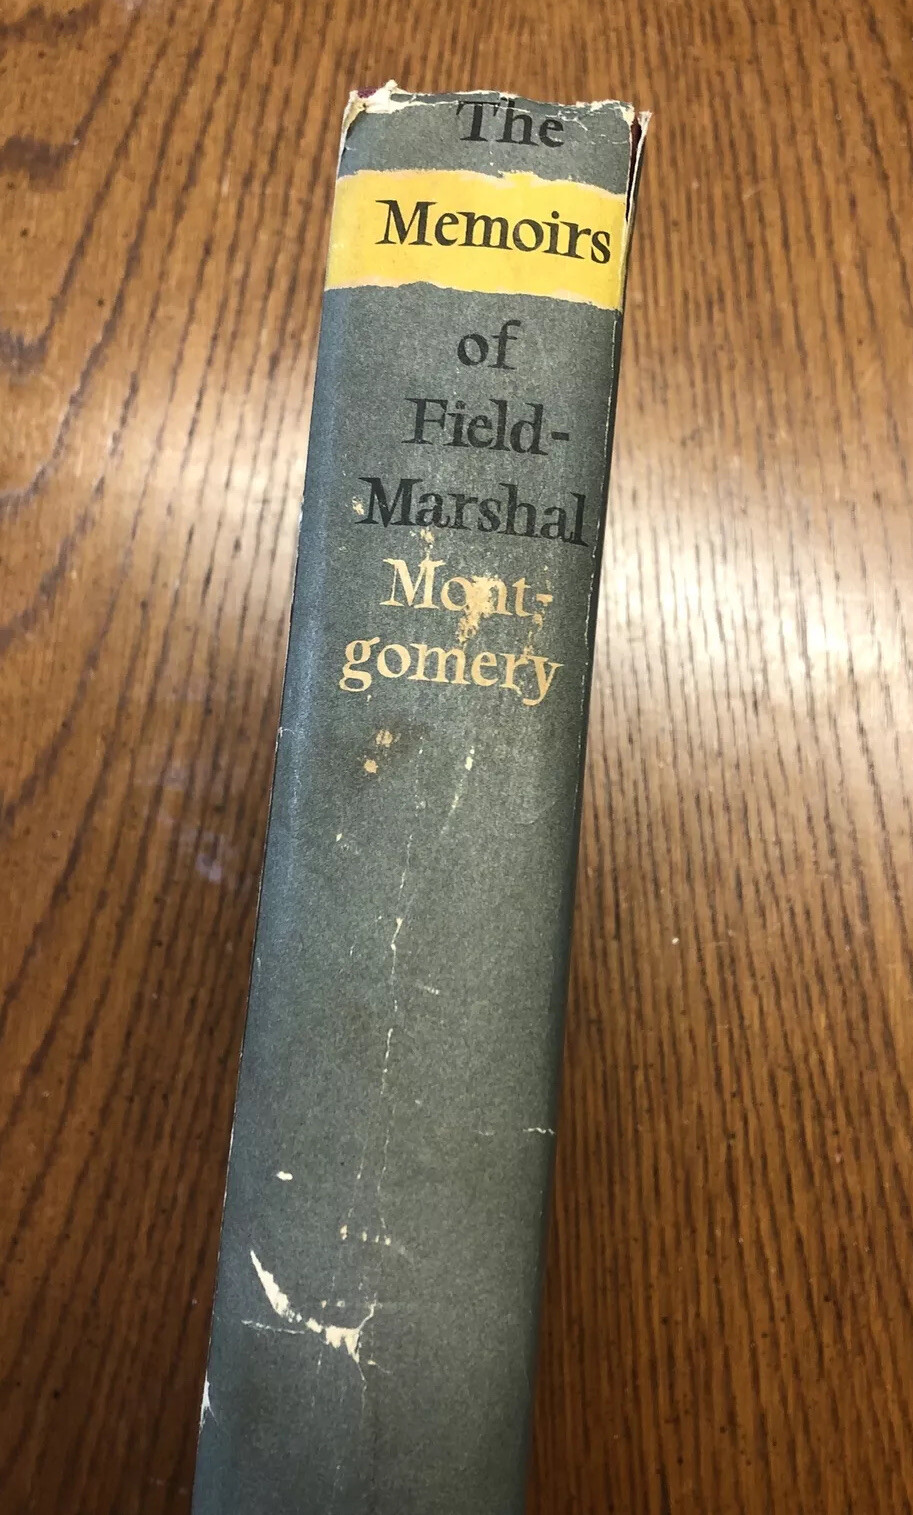 The
Memoirs
of
Field-
Marshal
Mont-
gomery